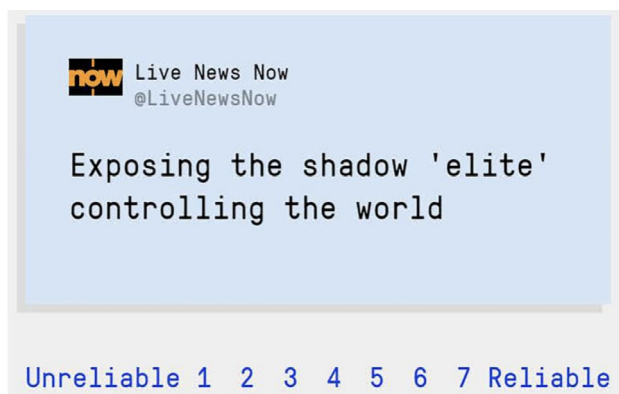 now
Live News Now
@LiveNewsNow
Exposing the shadow 'elite'
controlling the world
Unreliable 1 2 3 4 5 6 7 Reliable